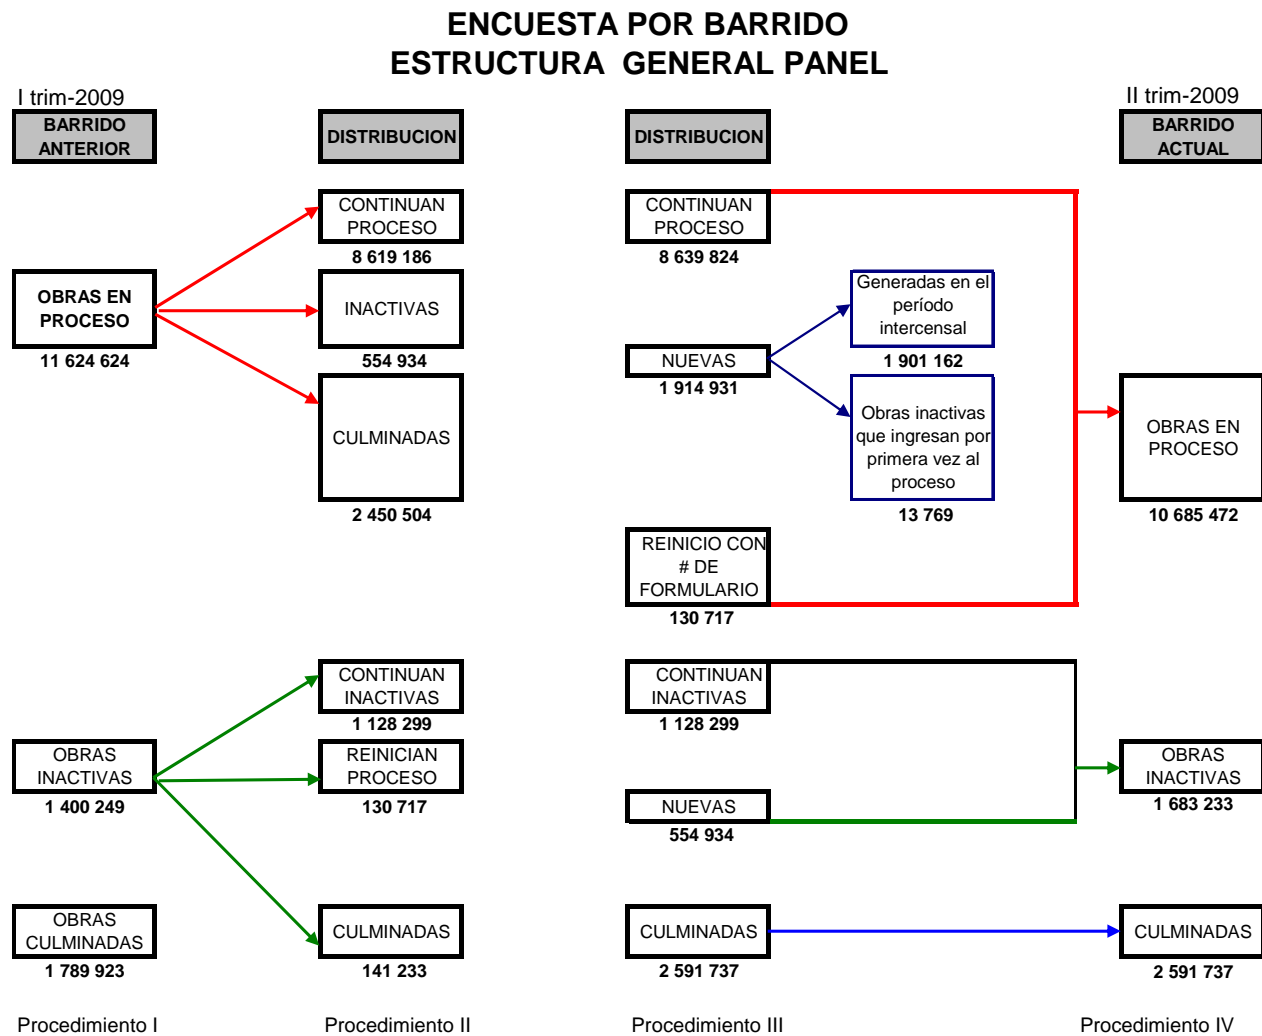 ENCUESTA POR BARRIDO
ESTRUCTURA GENERAL PANEL
I trim-2009
II trim-2009
BARRIDO
ANTERIOR
DISTRIBUCION
DISTRIBUCION
BARRIDO
ACTUAL
CONTINUAN
PROCESO
8 619 186
CONTINUAN
PROCESO
8 639 824
OBRAS EN
PROCESO
11 624 624
INACTIVAS
554 934
Generadas en el
período
intercensal
1 901 162
NUEVAS
1 914 931
CULMINADAS
2 450 504
Obras inactivas
que ingresan por
primera vez al
proceso
13 769
OBRAS EN
PROCESO
10 685 472
REINICIO CON
# DE
FORMULARIO
130 717
CONTINUAN
INACTIVAS
1 128 299
CONTINUAN
INACTIVAS
1 128 299
OBRAS
INACTIVAS
1 400 249
REINICIAN
PROCESO
130 717
NUEVAS
554 934
OBRAS
INACTIVAS
1 683 233
OBRAS
CULMINADAS
1 789 923
CULMINADAS
141 233
CULMINADAS
2 591 737
CULMINADAS
2 591 737
Procedimiento I
Procedimiento II
Procedimiento III
Procedimiento IV